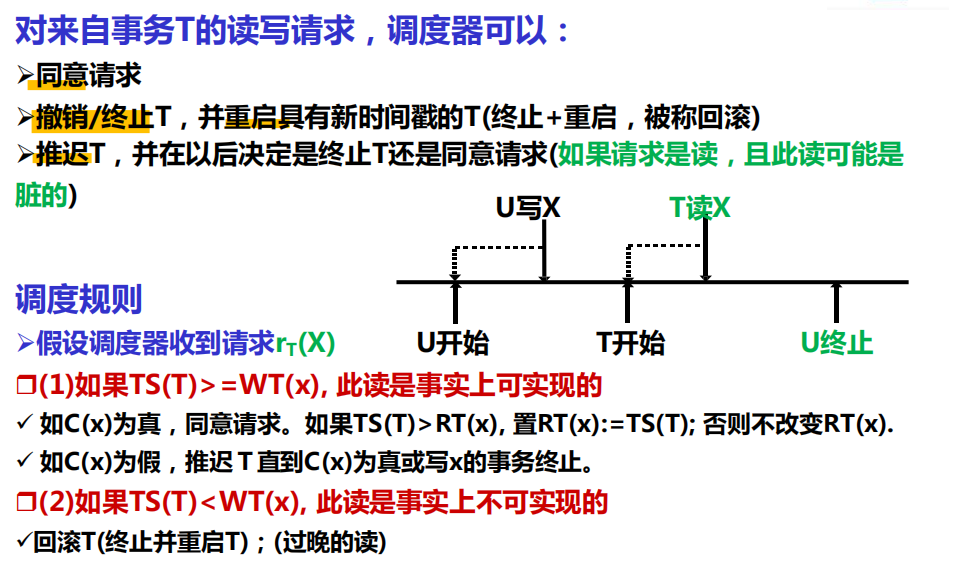 对来自事务T的读写请求，调度器可以：
➢同意请求
➢撤销/终止T，并重启具有新时间戳的T(终止+重启，被称回滚)
➢推迟T，并在以后决定是终止T还是同意请求(如果请求是读，且此读可能是
脏的)
U写X T读X
调度规则
➢假设调度器收到请求rT(X) U开始 T开始 U终止
❒(1)如果TS(T)>=WT(x), 此读是事实上可实现的
✓ 如C(x)为真，同意请求。如果TS(T)>RT(x), 置RT(x):=TS(T); 否则不改变RT(x).
✓ 如C(x)为假，推迟T直到C(x)为真或写x的事务终止。
❒(2)如果TS(T)<WT(x), 此读是事实上不可实现的
✓回滚T(终止并重启T)；(过晚的读)